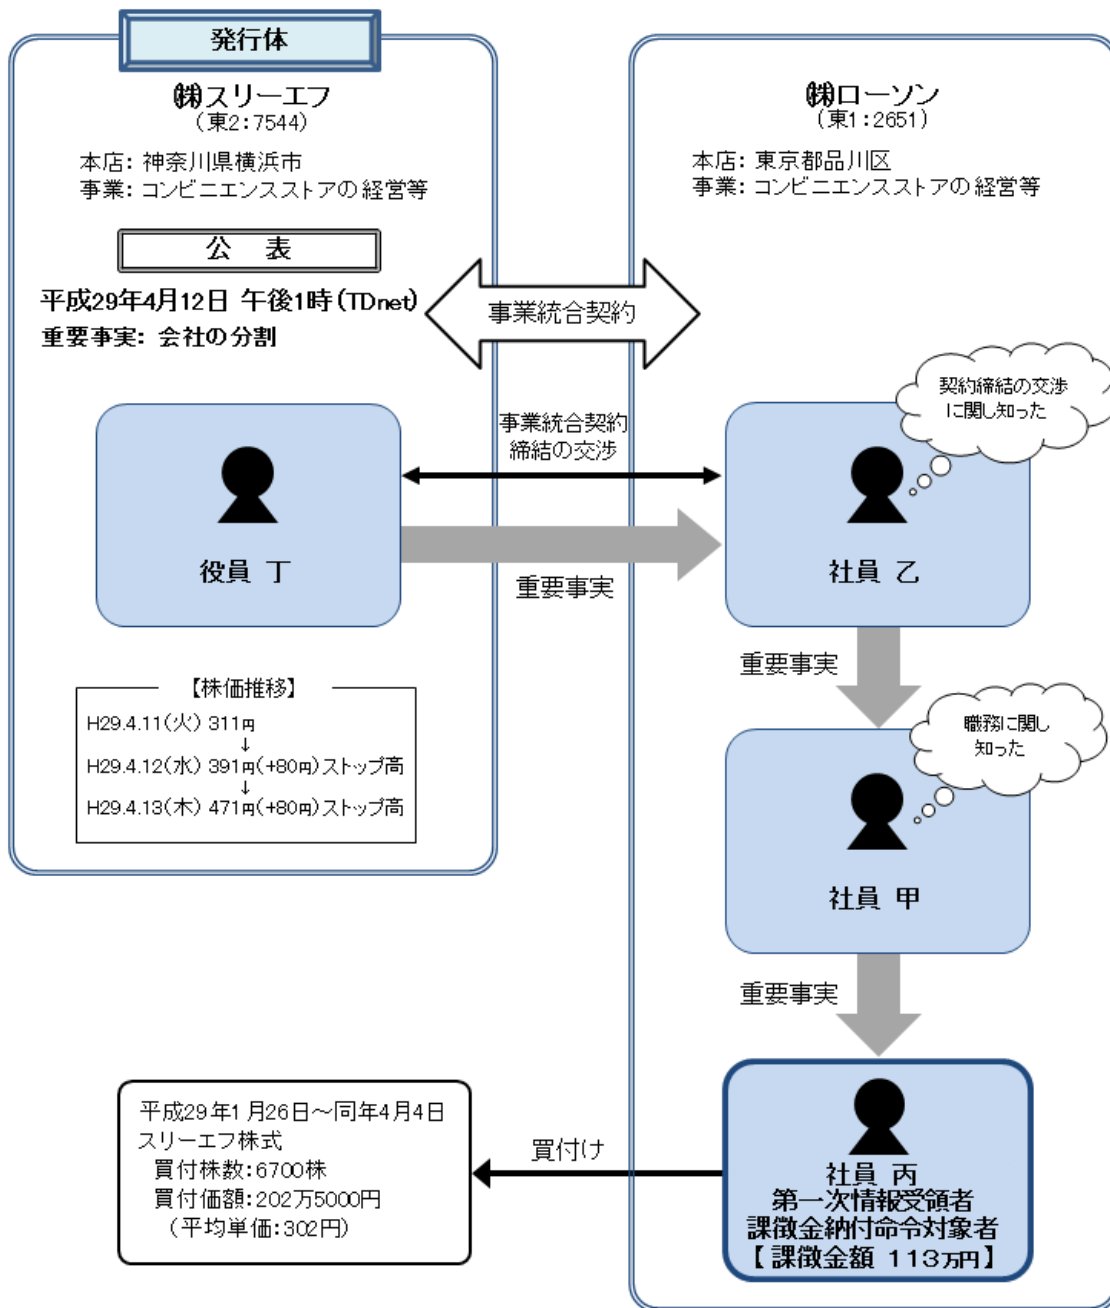 発行体
㈱スリーエフ
（東2：7544）
本店：神奈川県横浜市
事業：コンビニエンスストアの経営等
公　表
平成29年4月12日 午後1時（TDnet）
重要事実：会社の分割
㈱ローソン
（東1：2651）
本店：東京都品川区
事業：コンビニエンスストアの経営等
事業統合契約
事業統合契約
締結の交渉
契約締結の交渉
に関し知った
役員 丁
重要事実
社員 乙
重要事実
【株価推移】
H29.4.11（火） 311円
↓
H29.4.12（水） 391円（+80円）ストップ高
↓
H29.4.13（木） 471円（+80円）ストップ高
職務に関し
知った
社員 甲
重要事実
平成29年1月26日～同年4月4日
スリーエフ株式
買付株数：6700株
買付価額：202万5000円
（平均単価：302円）
買付け
社員 丙
第一次情報受領者
課徴金納付命令対象者
【 課徴金額 113万円】